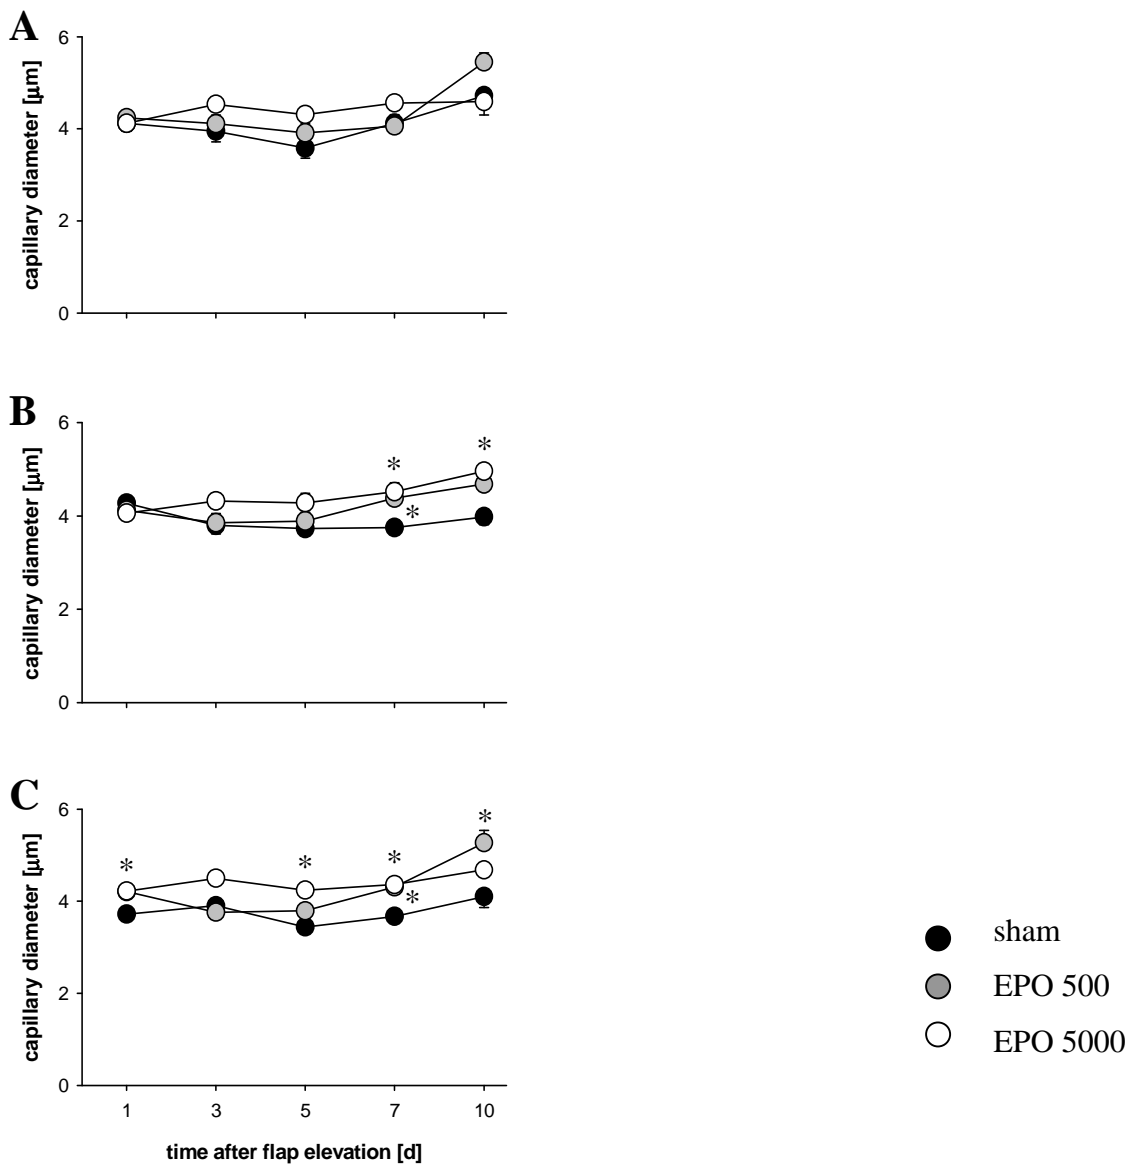 A
6
4
2
0
capillary diameter [μm]
B
6
4
2
0
capillary diameter [μm]
* *
*
C
6
4
2
0
capillary diameter [μm]
* * * *
*
1 3 5 7 10
time after flap elevation [d]
sham
EPO 500
EPO 5000